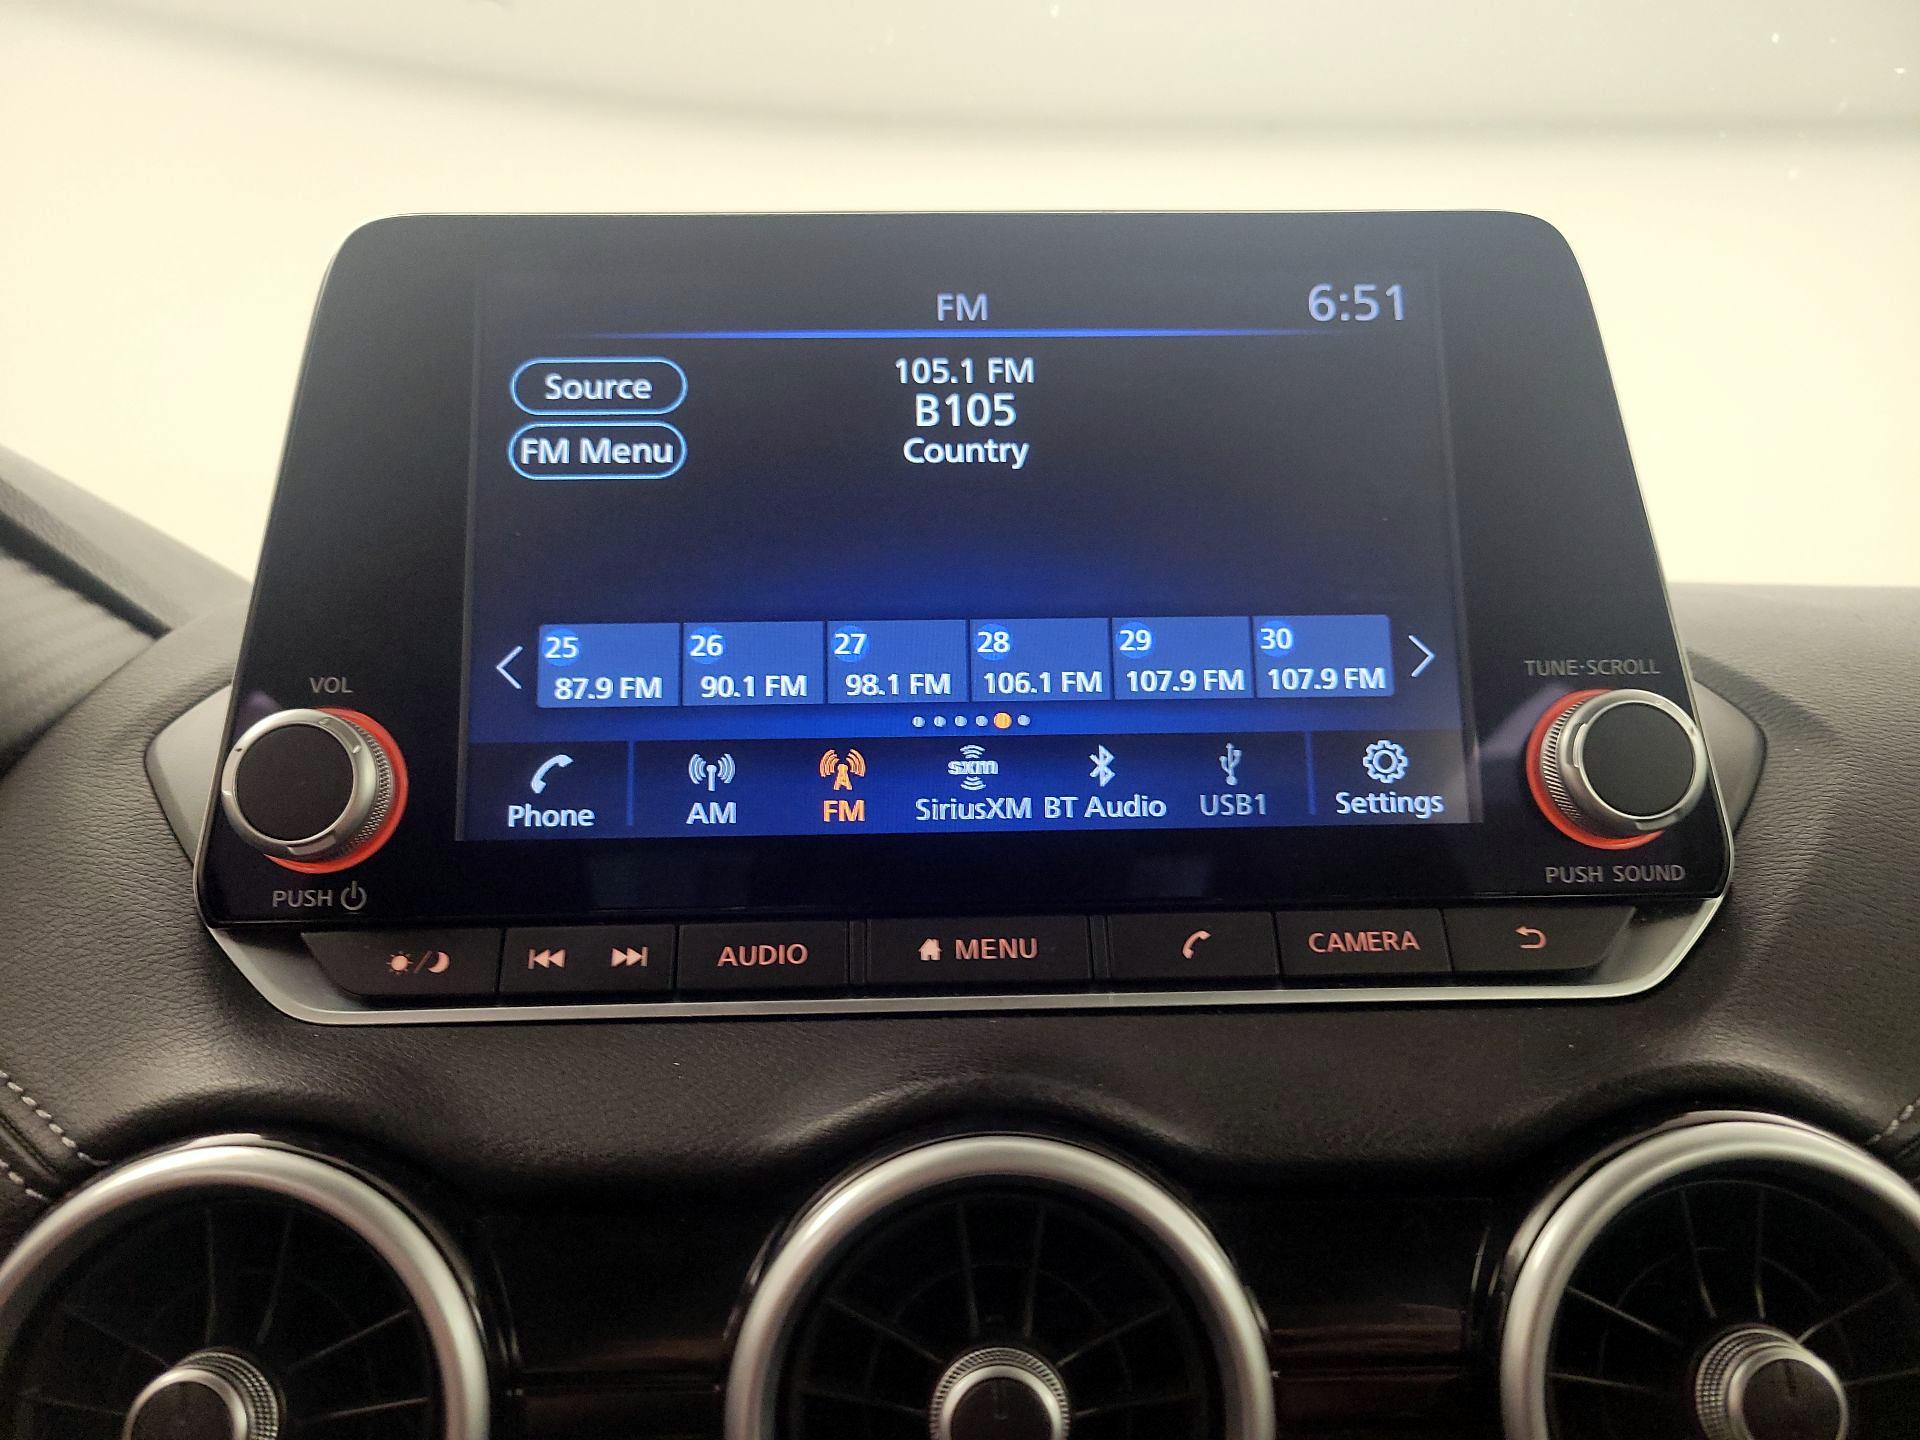 FM 6:51
Source
FM Menu
105.1 FM
B105
Country
25 26 27 28 29 30
87.9 FM 90.1 FM 98.1 FM 106.1 FM 107.9 FM 107.9 FM
sxm
Phone AM FM SiriusXM BT Audio USB1 Settings
VOL
PUSH
TUNE·SCROLL
PUSH SOUND
AUDIO MENU CAMERA